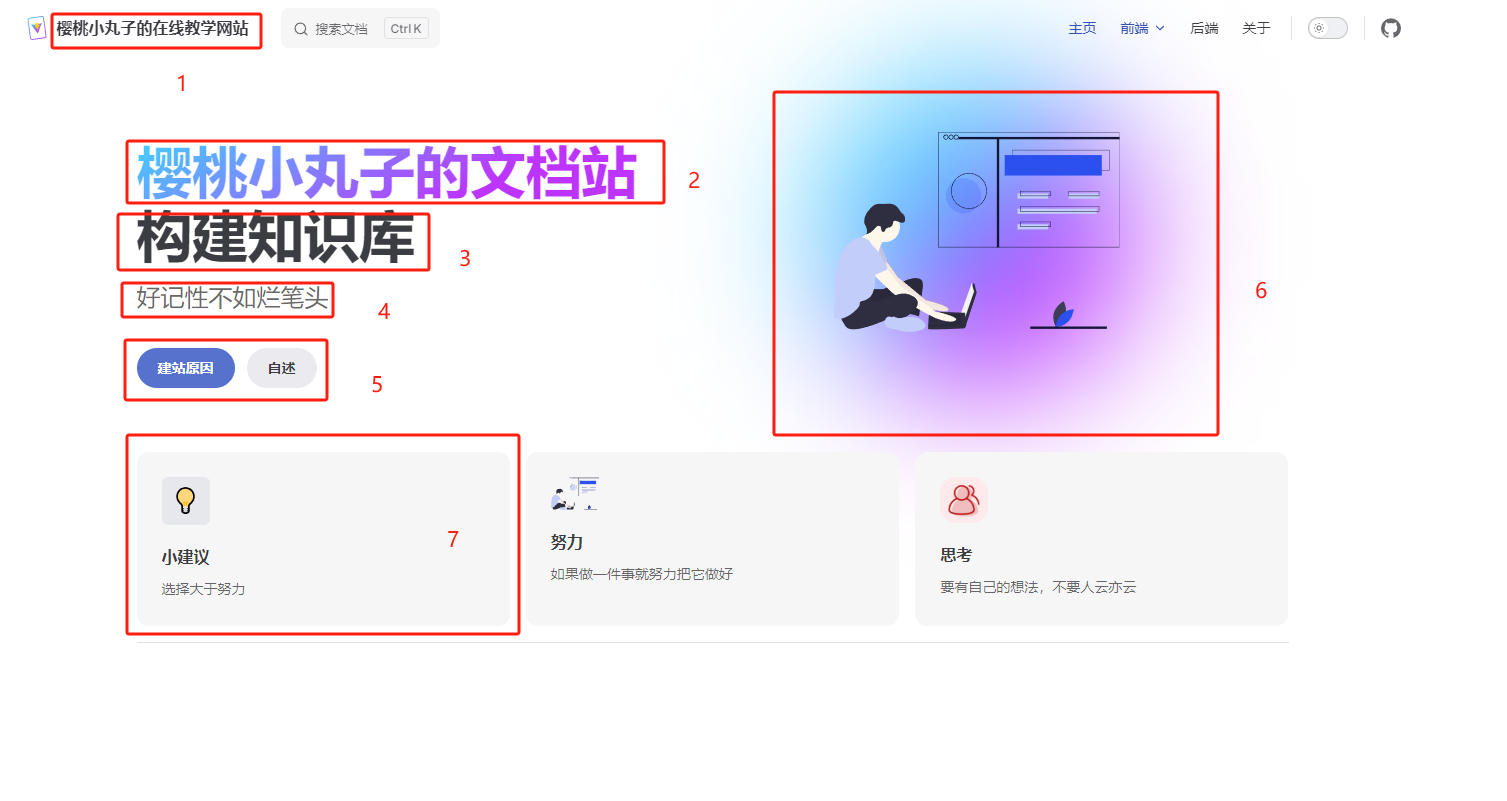 樱桃小丸子的在线教学网站 搜索文档 Ctrl K 主页 前端 后端 关于
1
樱桃小丸子的文档站
2
构建知识库
3
好记性不如烂笔头
4
6
建站原因 自述
5
小建议
选择大于努力
7
努力
如果做一件事就努力把它做好
思考
要有自己的想法，不要人云亦云